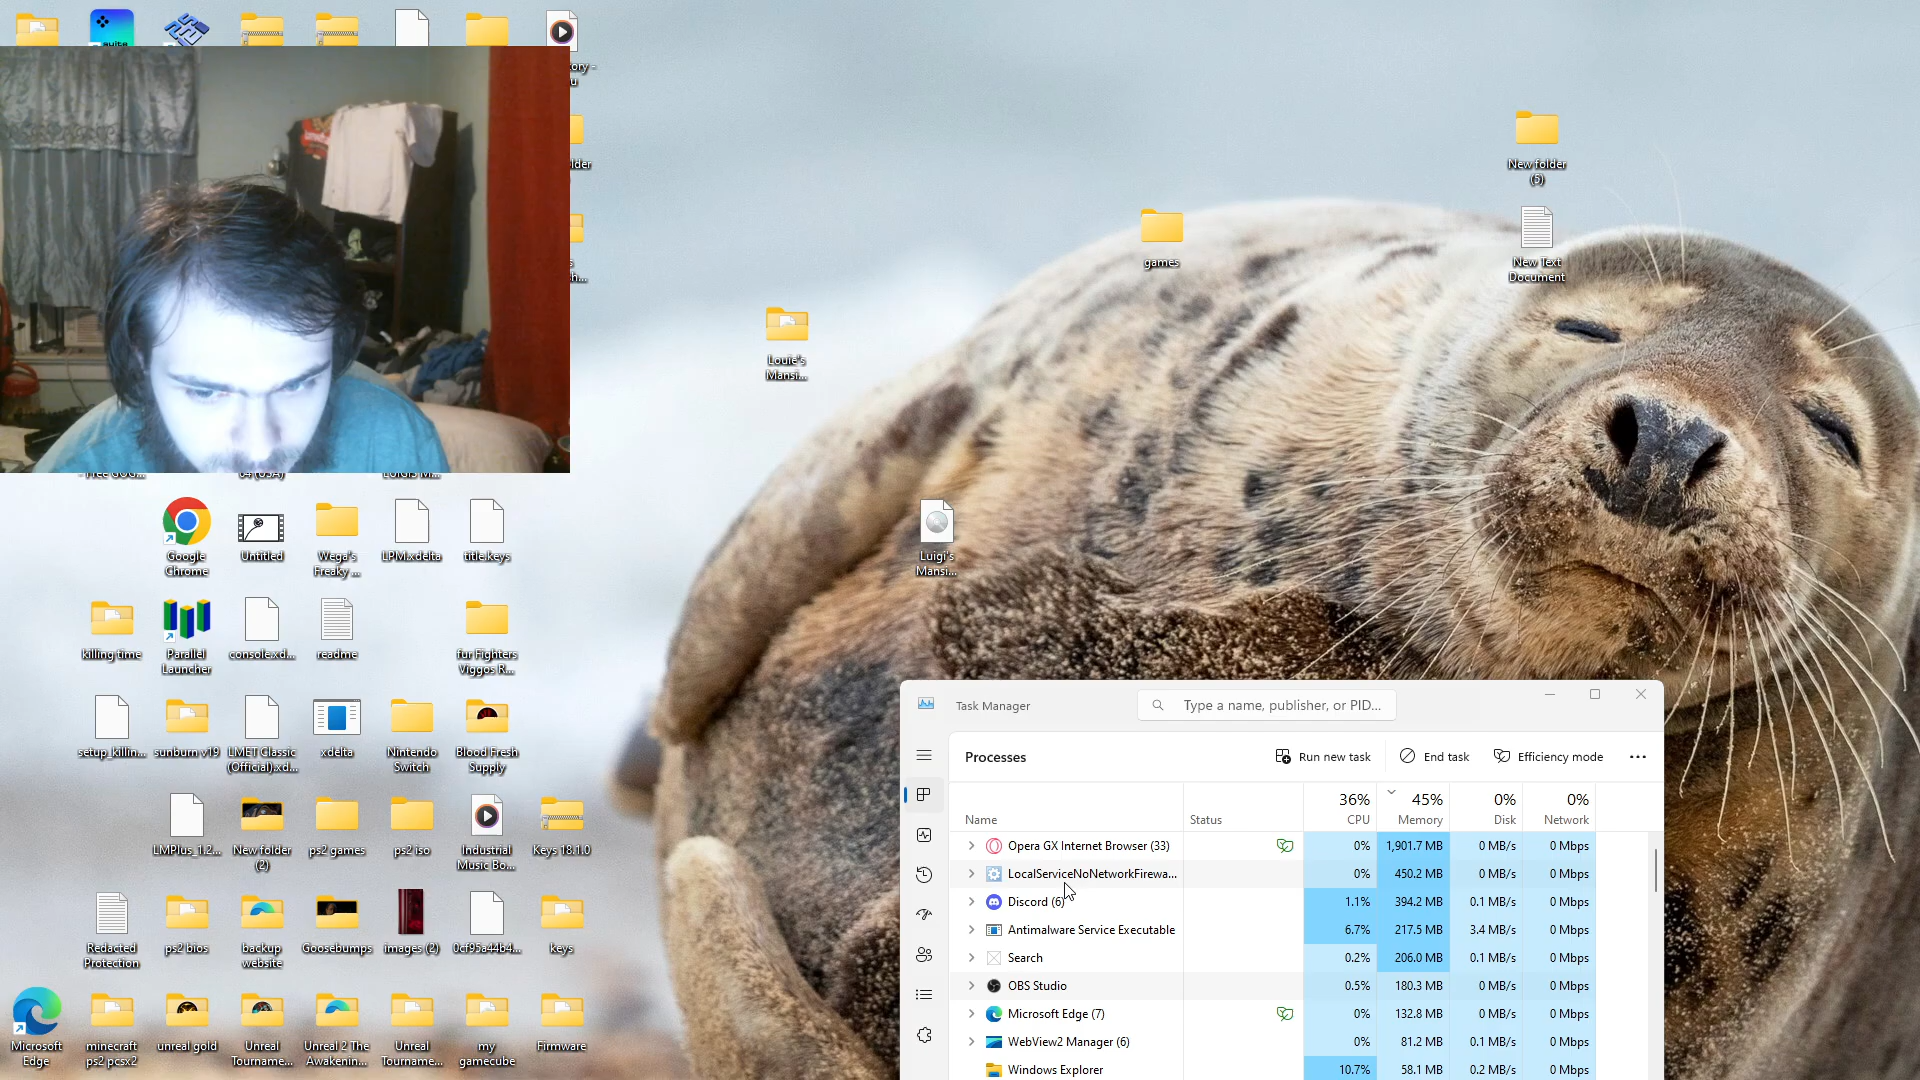 suite
New folder
(5)
games
New Text
Document
Louie's
Mansi...
Luigi's
Mansi...
Google
Chrome
Untitled
Wega's
Freaky ...
LPM.xdelta
title.keys
killing time
Parallel
Launcher
console.xd...
readme
fur Fighters
Viggos R...
setup_killin...
sunburn v19
LMET Classic
(Official).xd...
xdelta
Nintendo
Switch
Blood Fresh
Supply
LMPlus_1.2...
New folder
(2)
ps2 games
ps2 iso
Industrial
Music Bo...
Keys 18.1.0
Redacted
Protection
ps2 bios
backup
website
Goosebumps
images (2)
0cf95a44b4...
keys
Microsoft
Edge
minecraft
ps2 pcsx2
unreal gold
Unreal
Tourname...
Unreal 2 The
Awakenin...
Unreal
Tourname...
my
gamecube
Firmware
Task Manager
Type a name, publisher, or PID...
Processes
Run new task
End task
Efficiency mode
36% 45% 0% 0%
Name Status CPU Memory Disk Network
Opera GX Internet Browser (33) 0% 1,901.7 MB 0 MB/s 0 Mbps
LocalServiceNoNetworkFirewa... 0% 450.2 MB 0 MB/s 0 Mbps
Discord (6) 1.1% 394.2 MB 0.1 MB/s 0 Mbps
Antimalware Service Executable 6.7% 217.5 MB 3.4 MB/s 0 Mbps
Search 0.2% 206.0 MB 0.1 MB/s 0 Mbps
OBS Studio 0.5% 180.3 MB 0 MB/s 0 Mbps
Microsoft Edge (7) 0% 132.8 MB 0 MB/s 0 Mbps
WebView2 Manager (6) 0% 81.2 MB 0.1 MB/s 0 Mbps
Windows Explorer 10.7% 58.1 MB 0.2 MB/s 0 Mbps